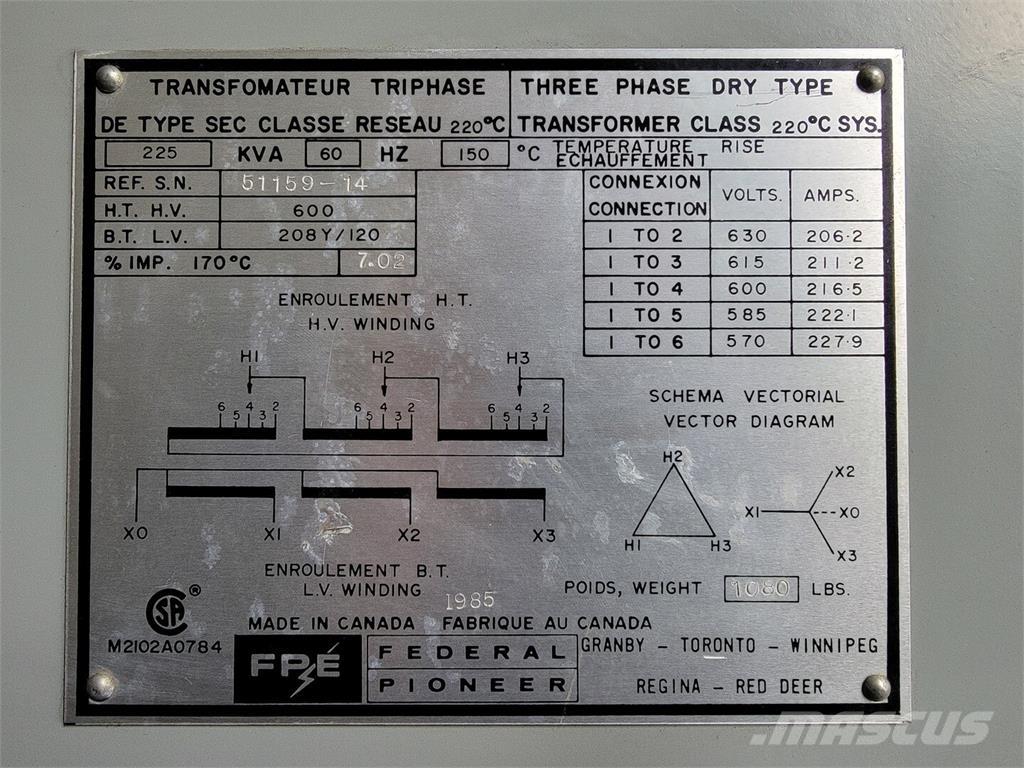 TRANSFOMATEUR TRIPHASE
DE TYPE SEC CLASSE RESEAU 220°C
THREE PHASE DRY TYPE
TRANSFORMER CLASS 220°C SYS.
225 KVA 60 HZ 150 °C TEMPERATURE RISE
ECHAUFFEMENT
REF. S.N. 51159-14
H.T. H.V. 600
B.T. L.V. 208Y/120
% IMP. 170°C 7.02
CONNEXION
CONNECTION VOLTS. AMPS.
1 TO 2 630 206.2
1 TO 3 615 211.2
1 TO 4 600 216.5
1 TO 5 585 222.1
1 TO 6 570 227.9
ENROULEMENT H.T.
H.V. WINDING
H1 H2 H3
6 5 4 3 2 6 5 4 3 2 6 5 4 3 2
X0 X1 X2 X3
ENROULEMENT B.T.
L.V. WINDING
SCHEMA VECTORIAL
VECTOR DIAGRAM
H2
H1 H3
X2
X1 X0
X3
POIDS, WEIGHT 1080 LBS.
1985
CSA ®
M2102A0784
MADE IN CANADA FABRIQUE AU CANADA
FPE
FEDERAL
PIONEER
GRANBY - TORONTO - WINNIPEG
REGINA - RED DEER
MASCUS